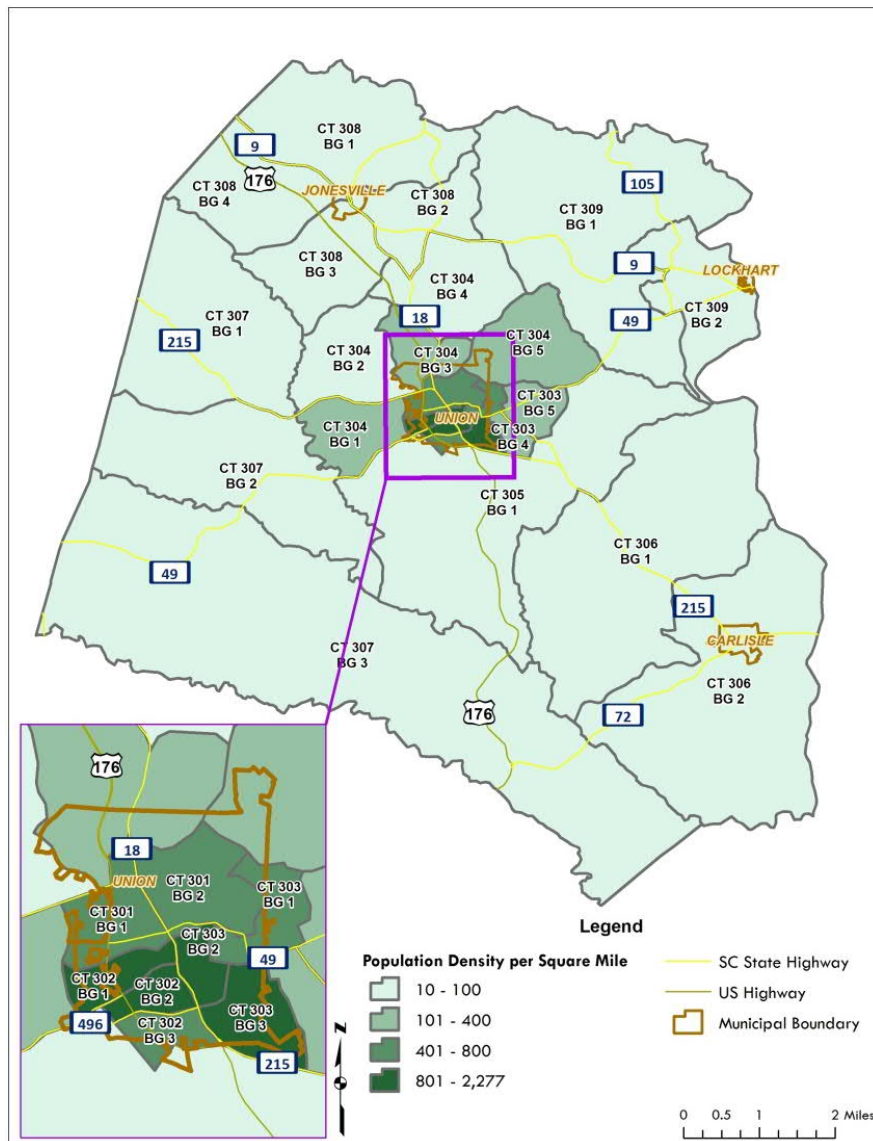 CT 308
BG 1
9
176
CT 308
BG 4
JONESVILLE
CT 308
BG 2
105
CT 309
BG 1
CT 308
BG 3
9
LOCKHART
CT 304
BG 4
CT 307
BG 1
18
49
CT 309
BG 2
215
CT 304
BG 5
CT 304
BG 2
CT 304
BG 3
CT 303
BG 5
UNION
CT 304
BG 1
CT 303
BG 4
CT 307
BG 2
CT 305
BG 1
CT 306
BG 1
49
215
CARLISLE
CT 307
BG 3
CT 306
BG 2
176
72
176
18
UNION
CT 301
BG 2
CT 303
BG 1
CT 301
BG 1
CT 303
BG 2
49
CT 302
BG 1
CT 302
BG 2
CT 303
BG 3
CT 302
BG 3
496
215
Z
Legend
Population Density per Square Mile
10 - 100
101 - 400
401 - 800
801 - 2,277
SC State Highway
US Highway
Municipal Boundary
0 0.5 1 2 Miles